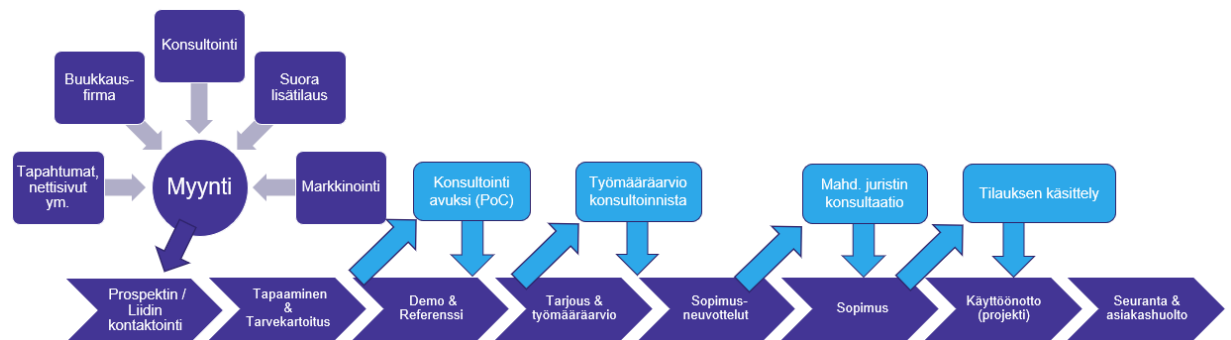 Konsultointi
Buukkaus-
firma
Suora
lisätilaus
Tapahtumat,
nettisivut
ym.
Myynti
Markkinointi
Konsultointi
avuksi (PoC)
Työmääräarvio
konsultoinnista
Mahd. juristin
konsultaatio
Tilauksen käsittely
Prospektin /
Liidin
kontaktointi
Tapaaminen
&
Tarvekartoitus
Demo &
Referenssi
Tarjous &
työmääräarvio
Sopimus-
neuvottelut
Sopimus
Käyttöönotto
(projekti)
Seuranta &
asiakashuolto